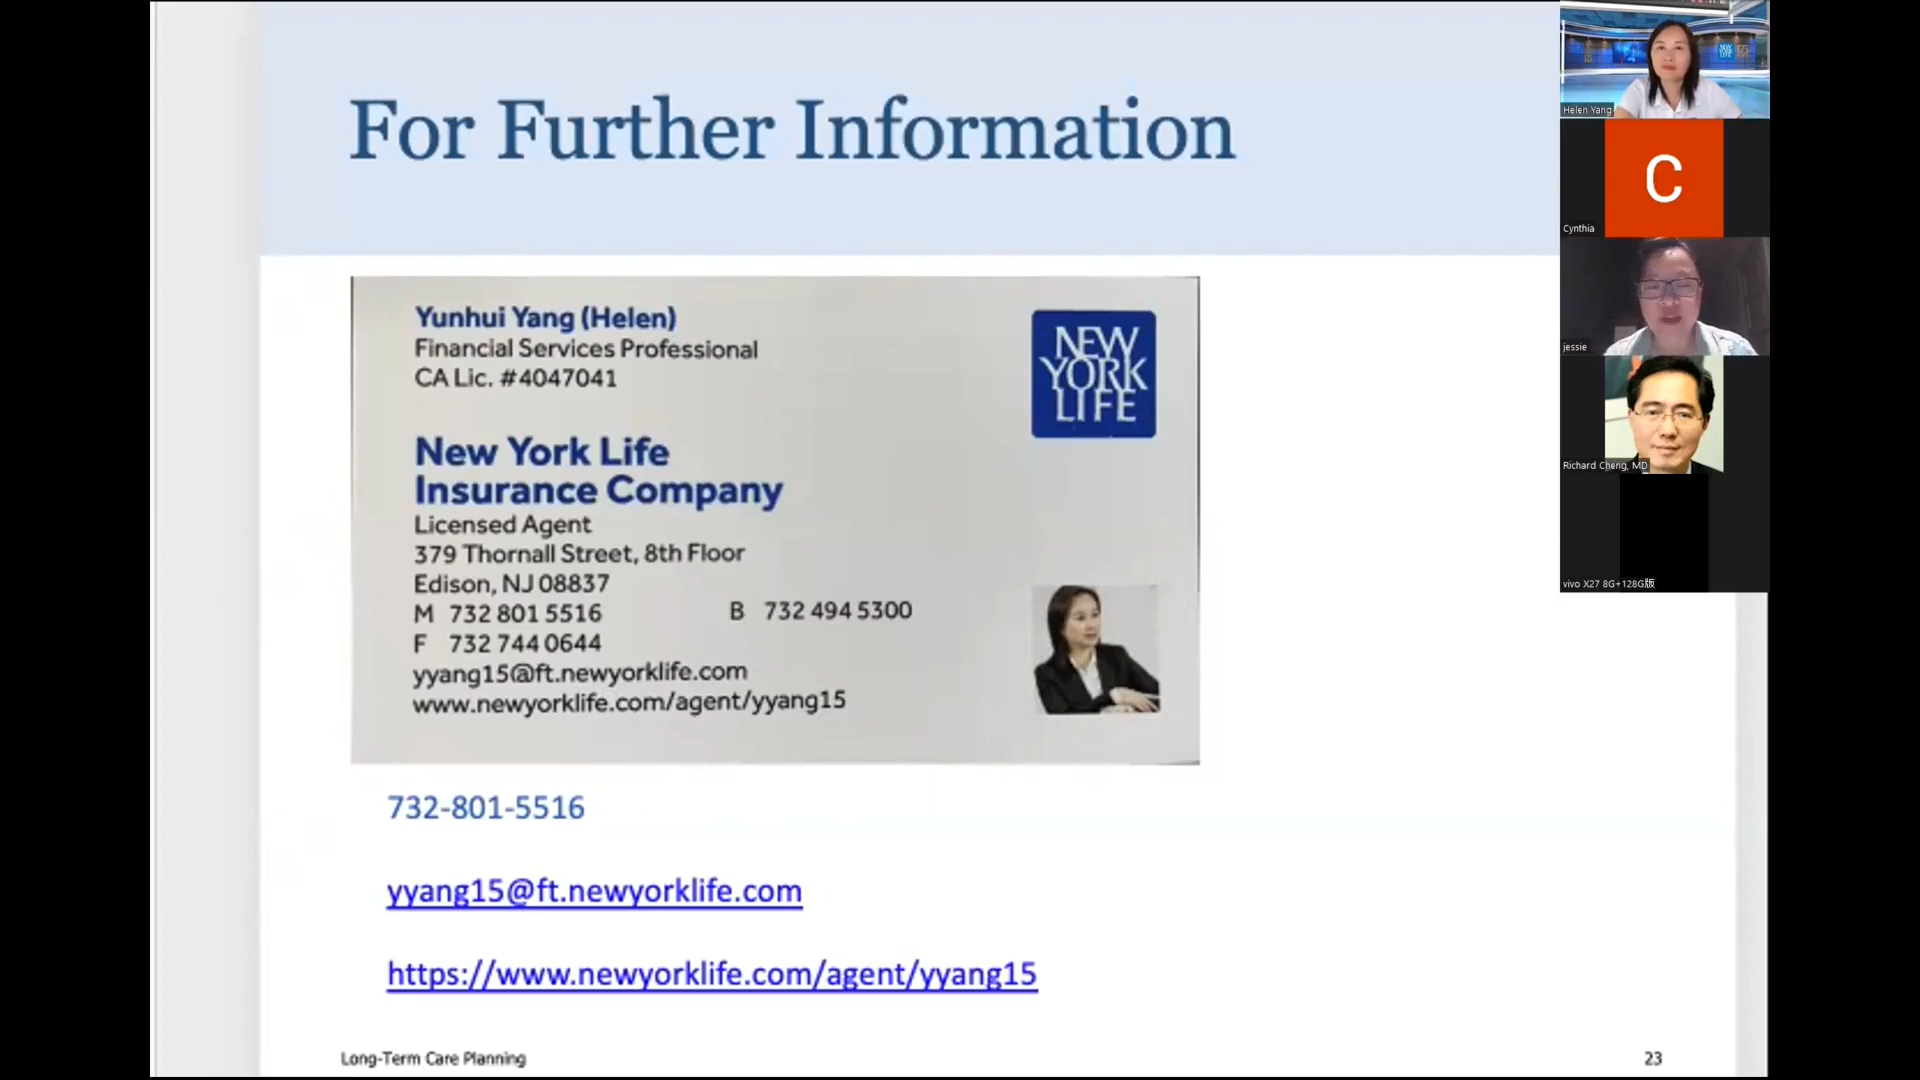 For Further Information
Yunhui Yang (Helen)
Financial Services Professional
CA Lic. #4047041
NEW
YORK
LIFE
New York Life
Insurance Company
Licensed Agent
379 Thornall Street, 8th Floor
Edison, NJ 08837
M 732 801 5516 B 732 494 5300
F 732 744 0644
yyang15@ft.newyorklife.com
www.newyorklife.com/agent/yyang15
732-801-5516
yyang15@ft.newyorklife.com
https://www.newyorklife.com/agent/yyang15
Long-Term Care Planning
23
Helen Yang
C
Cynthia
jessie
Richard Cheng, MD
vivo X27 8G+128G版